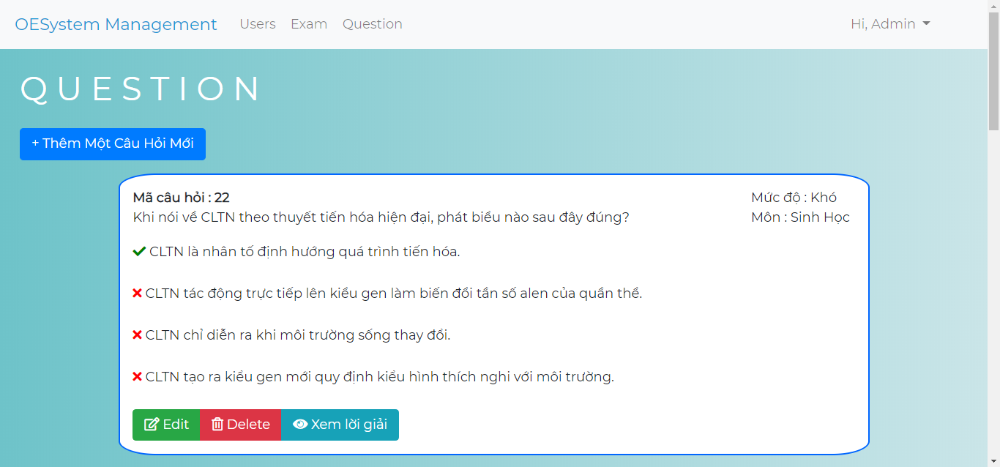 OESystem Management Users Exam Question Hi, Admin
QUESTION
+ Thêm Một Câu Hỏi Mới
Mã câu hỏi : 22 Mức độ : Khó
Khi nói về CLTN theo thuyết tiến hóa hiện đại, phát biểu nào sau đây đúng? Môn : Sinh Học
CLTN là nhân tố định hướng quá trình tiến hóa.
CLTN tác động trực tiếp lên kiểu gen làm biến đổi tần số alen của quần thể.
CLTN chỉ diễn ra khi môi trường sống thay đổi.
CLTN tạo ra kiểu gen mới quy định kiểu hình thích nghi với môi trường.
Edit Delete Xem lời giải